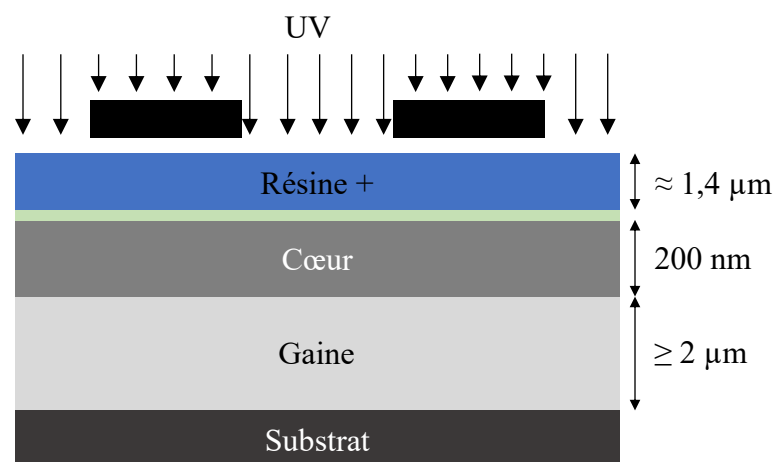 UV
Résine +
≈ 1,4 µm
Cœur
200 nm
Gaine
≥ 2 µm
Substrat